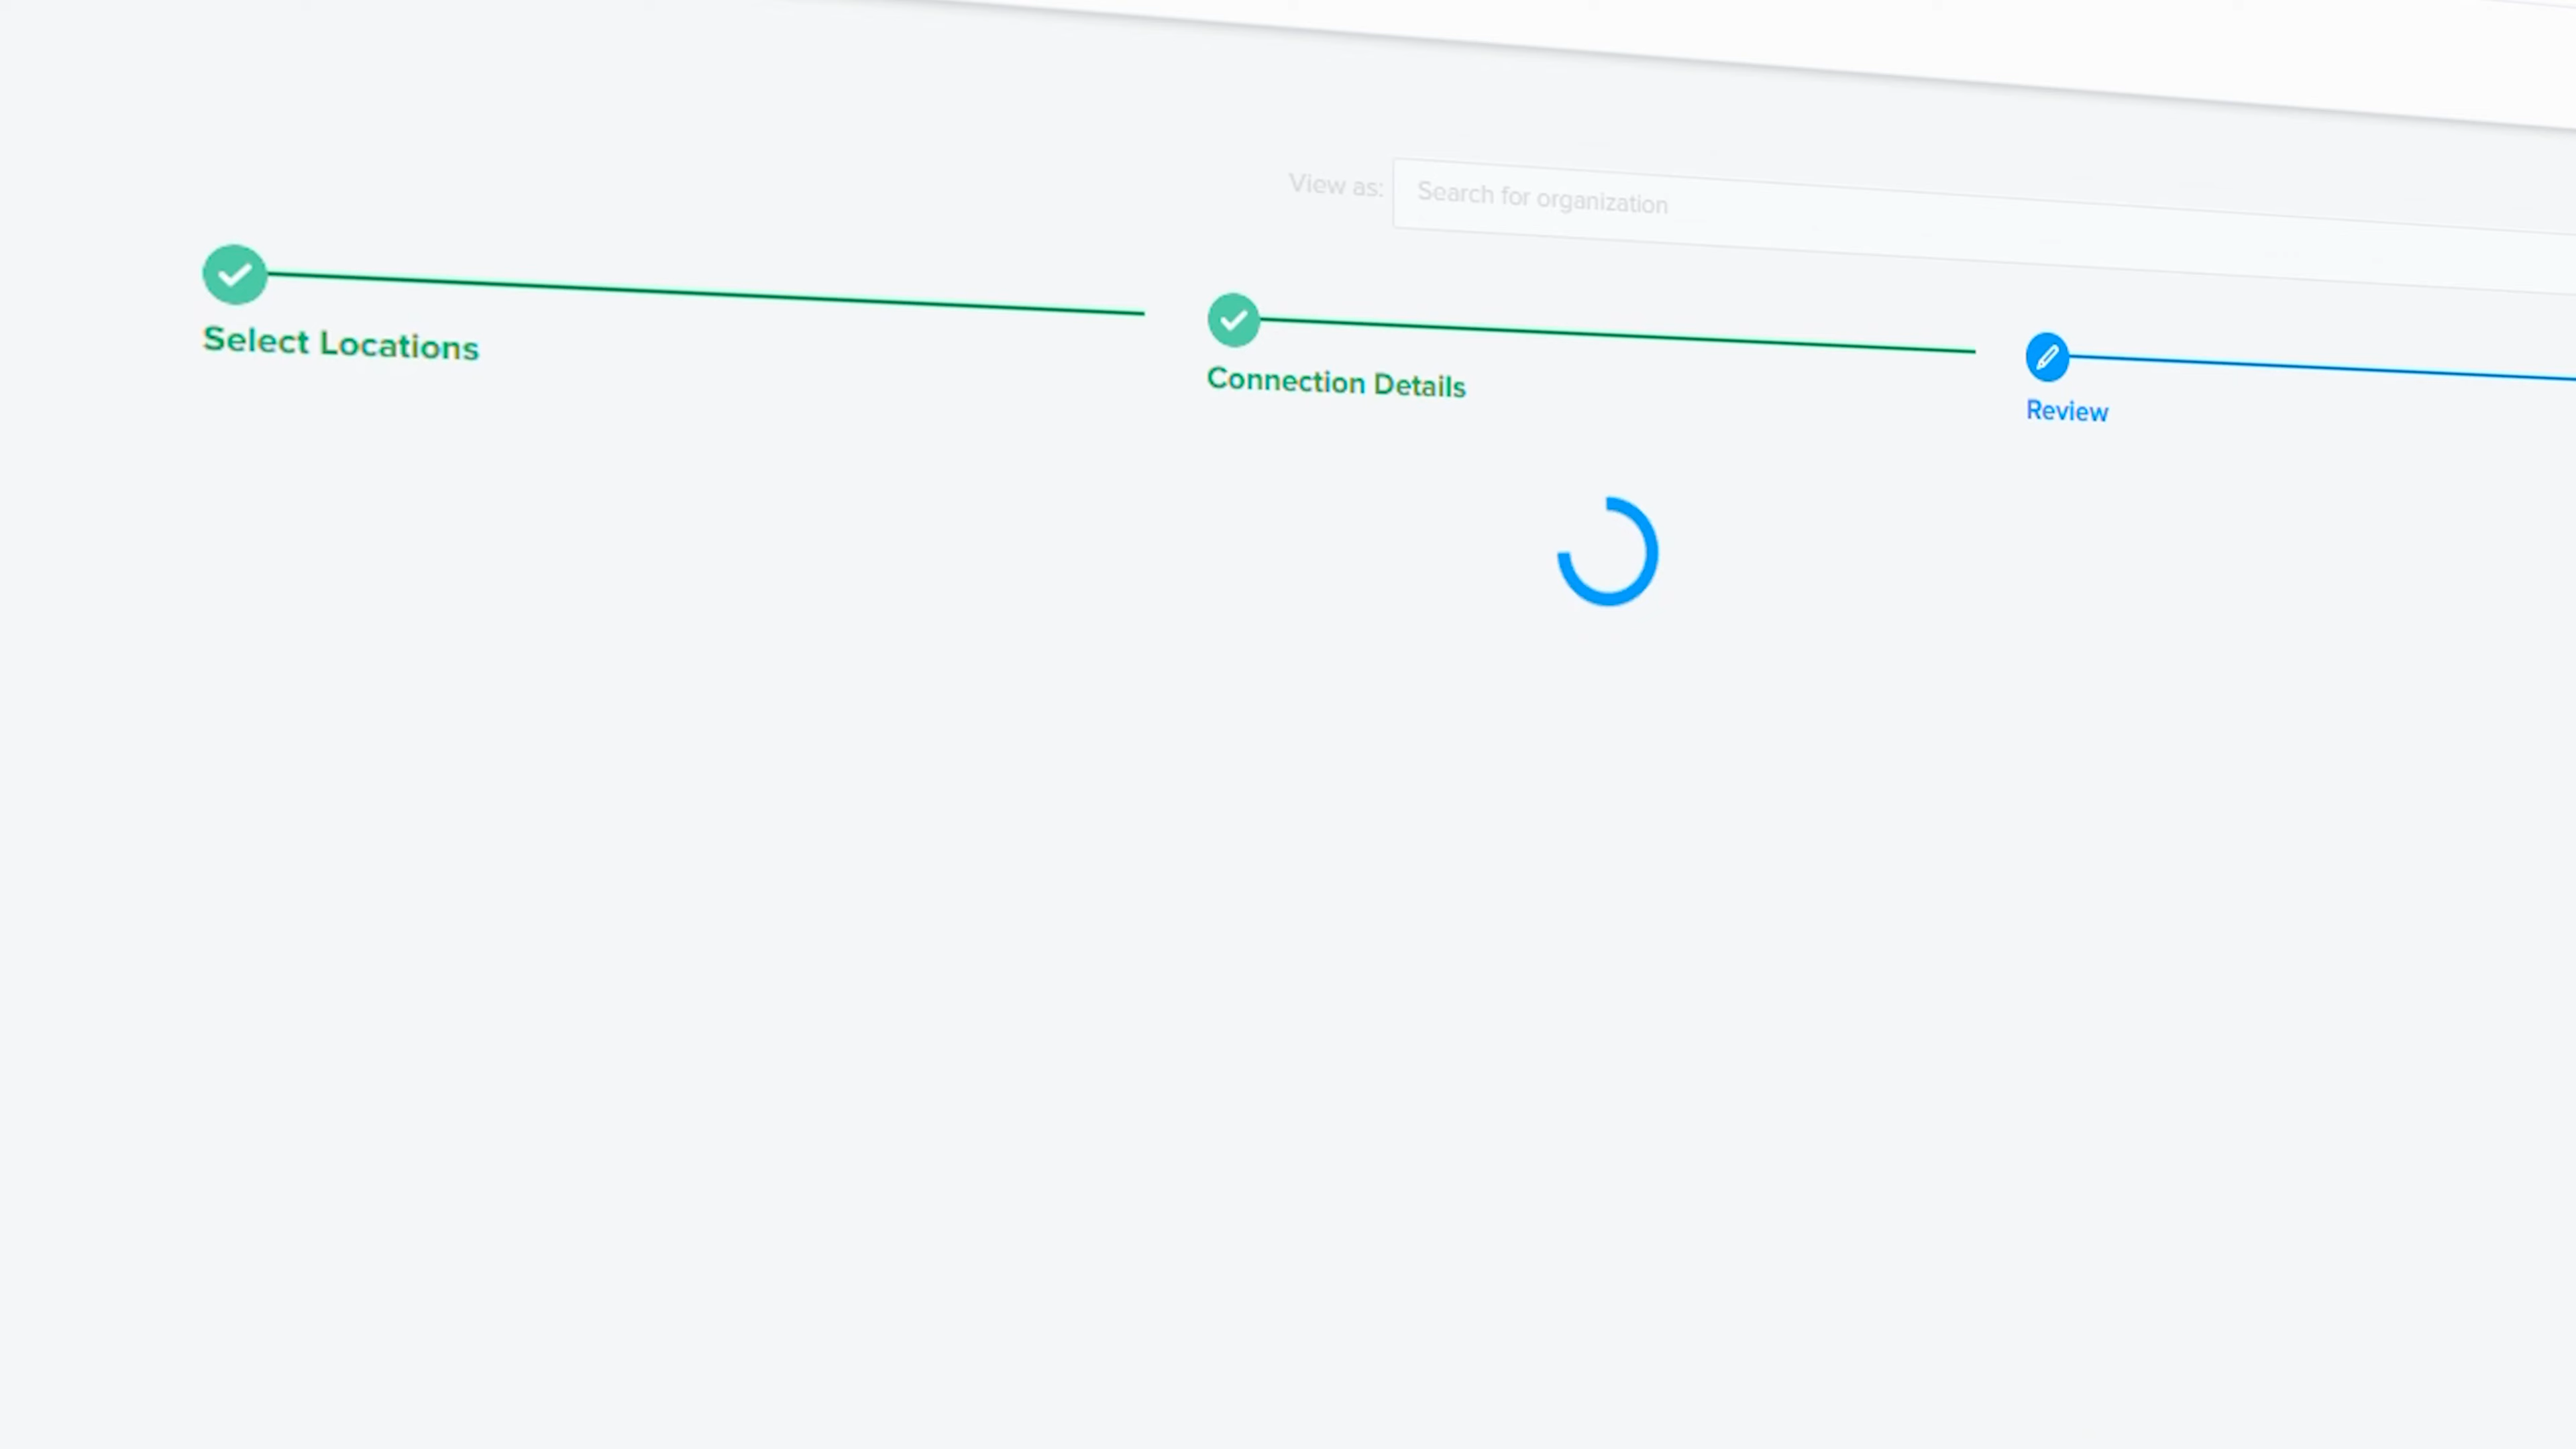 View as:
Search for organization
Select Locations
Connection Details
Review